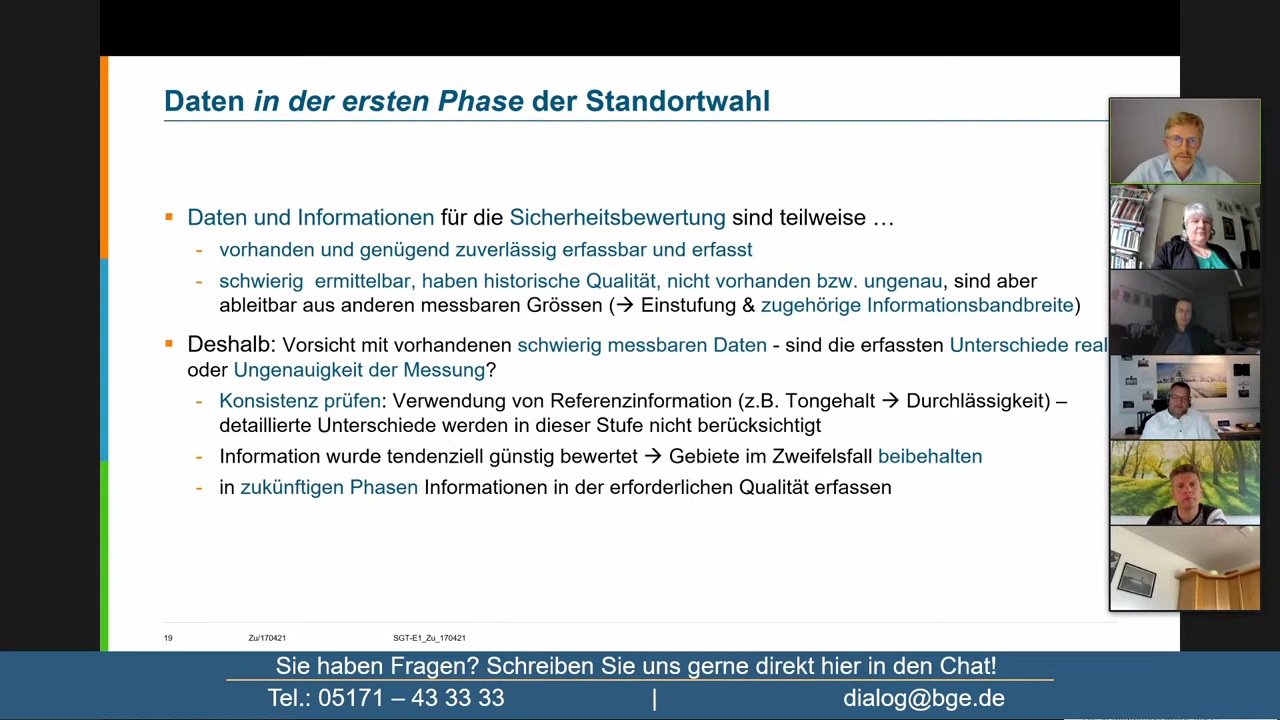 Daten in der ersten Phase der Standortwahl
▪ Daten und Informationen für die Sicherheitsbewertung sind teilweise …
- vorhanden und genügend zuverlässig erfassbar und erfasst
- schwierig ermittelbar, haben historische Qualität, nicht vorhanden bzw. ungenau, sind aber
ableitbar aus anderen messbaren Grössen (→ Einstufung & zugehörige Informationsbandbreite)
▪ Deshalb: Vorsicht mit vorhandenen schwierig messbaren Daten - sind die erfassten Unterschiede real
oder Ungenauigkeit der Messung?
- Konsistenz prüfen: Verwendung von Referenzinformation (z.B. Tongehalt → Durchlässigkeit) –
detaillierte Unterschiede werden in dieser Stufe nicht berücksichtigt
- Information wurde tendenziell günstig bewertet → Gebiete im Zweifelsfall beibehalten
- in zukünftigen Phasen Informationen in der erforderlichen Qualität erfassen
19 Zu/170421 SGT-E1_Zu_170421
Sie haben Fragen? Schreiben Sie uns gerne direkt hier in den Chat!
Tel.: 05171 – 43 33 33 | dialog@bge.de